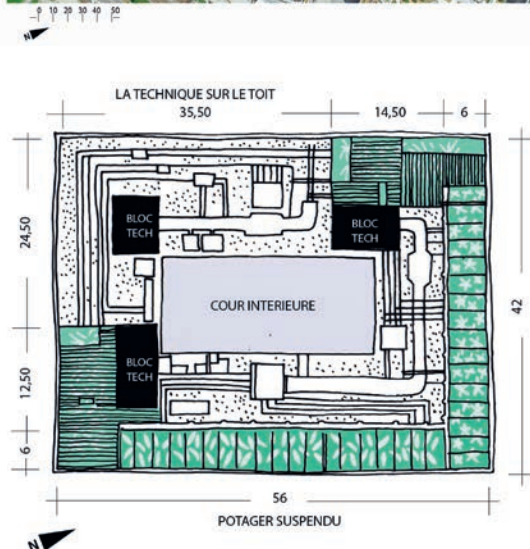 0 10 20 30 40 50
N
LA TECHNIQUE SUR LE TOIT
35,50 14,50 6
24,50
BLOC
TECH
BLOC
TECH
COUR INTERIEURE
42
12,50
BLOC
TECH
6
56
POTAGER SUSPENDU
N